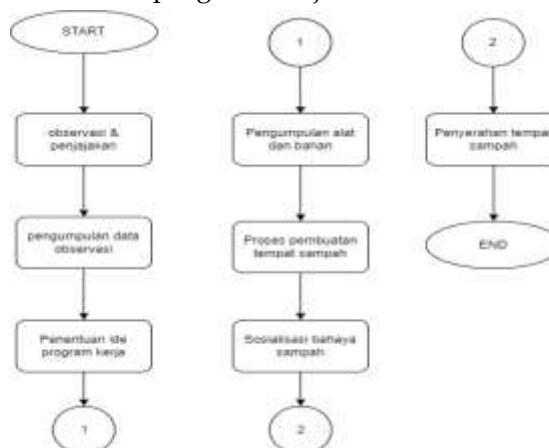 START
observasi &
penjajakan
pengumpulan data
observasi
Penentuan ide
program kerja
1
1
Pengumpulan alat
dan bahan
Proses pembuatan
tempat sampah
Sosialisasi bahaya
sampah
2
2
Penyerahan tempat
sampah
END